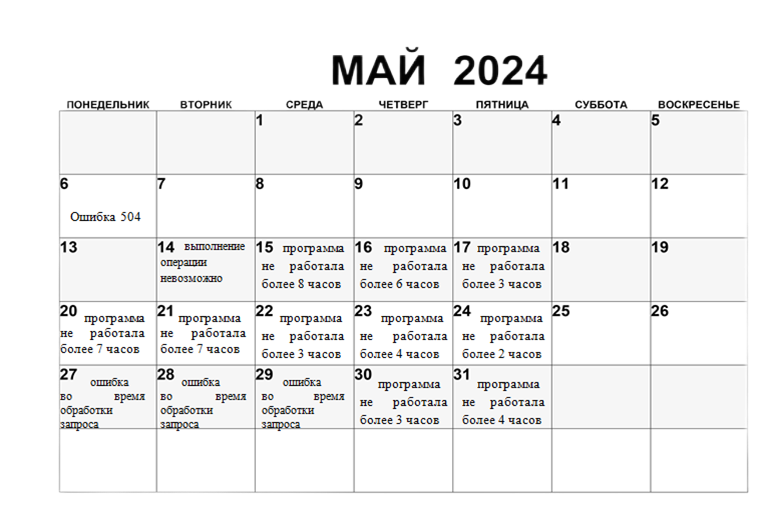 МАЙ 2024
ПОНЕДЕЛЬНИК ВТОРНИК СРЕДА ЧЕТВЕРГ ПЯТНИЦА СУББОТА ВОСКРЕСЕНЬЕ
1 2 3 4 5
6 7 8 9 10 11 12
Ошибка 504
13 14 выполнение 15 программа 16 программа 17 программа 18 19
операции не работала не работала не работала
невозможно более 8 часов более 6 часов более 3 часов
20 программа 21 программа 22 программа 23 программа 24 программа 25 26
не работала не работала не работала не работала не работала
более 7 часов более 7 часов более 3 часов более 4 часов более 2 часов
27 ошибка 28 ошибка 29 ошибка 30 программа 31 программа
во время во время во время не работала не работала
обработки обработки обработки более 3 часов более 4 часов
запроса запроса запроса